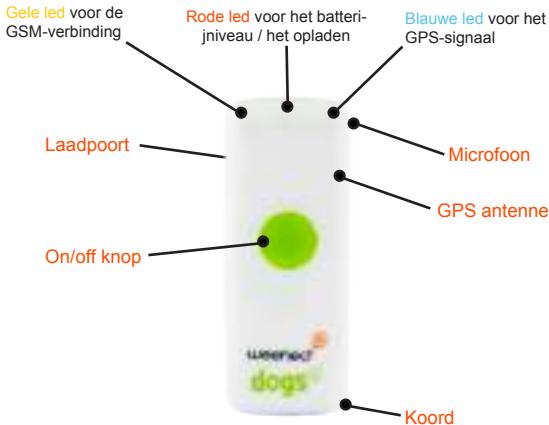 Gele led voor de
GSM-verbinding
Rode led voor het batteri-
jniveau / het opladen
Blauwe led voor het
GPS-signaal
Laadpoort
Microfoon
GPS antenne
On/off knop
weenect
dogs
Koord